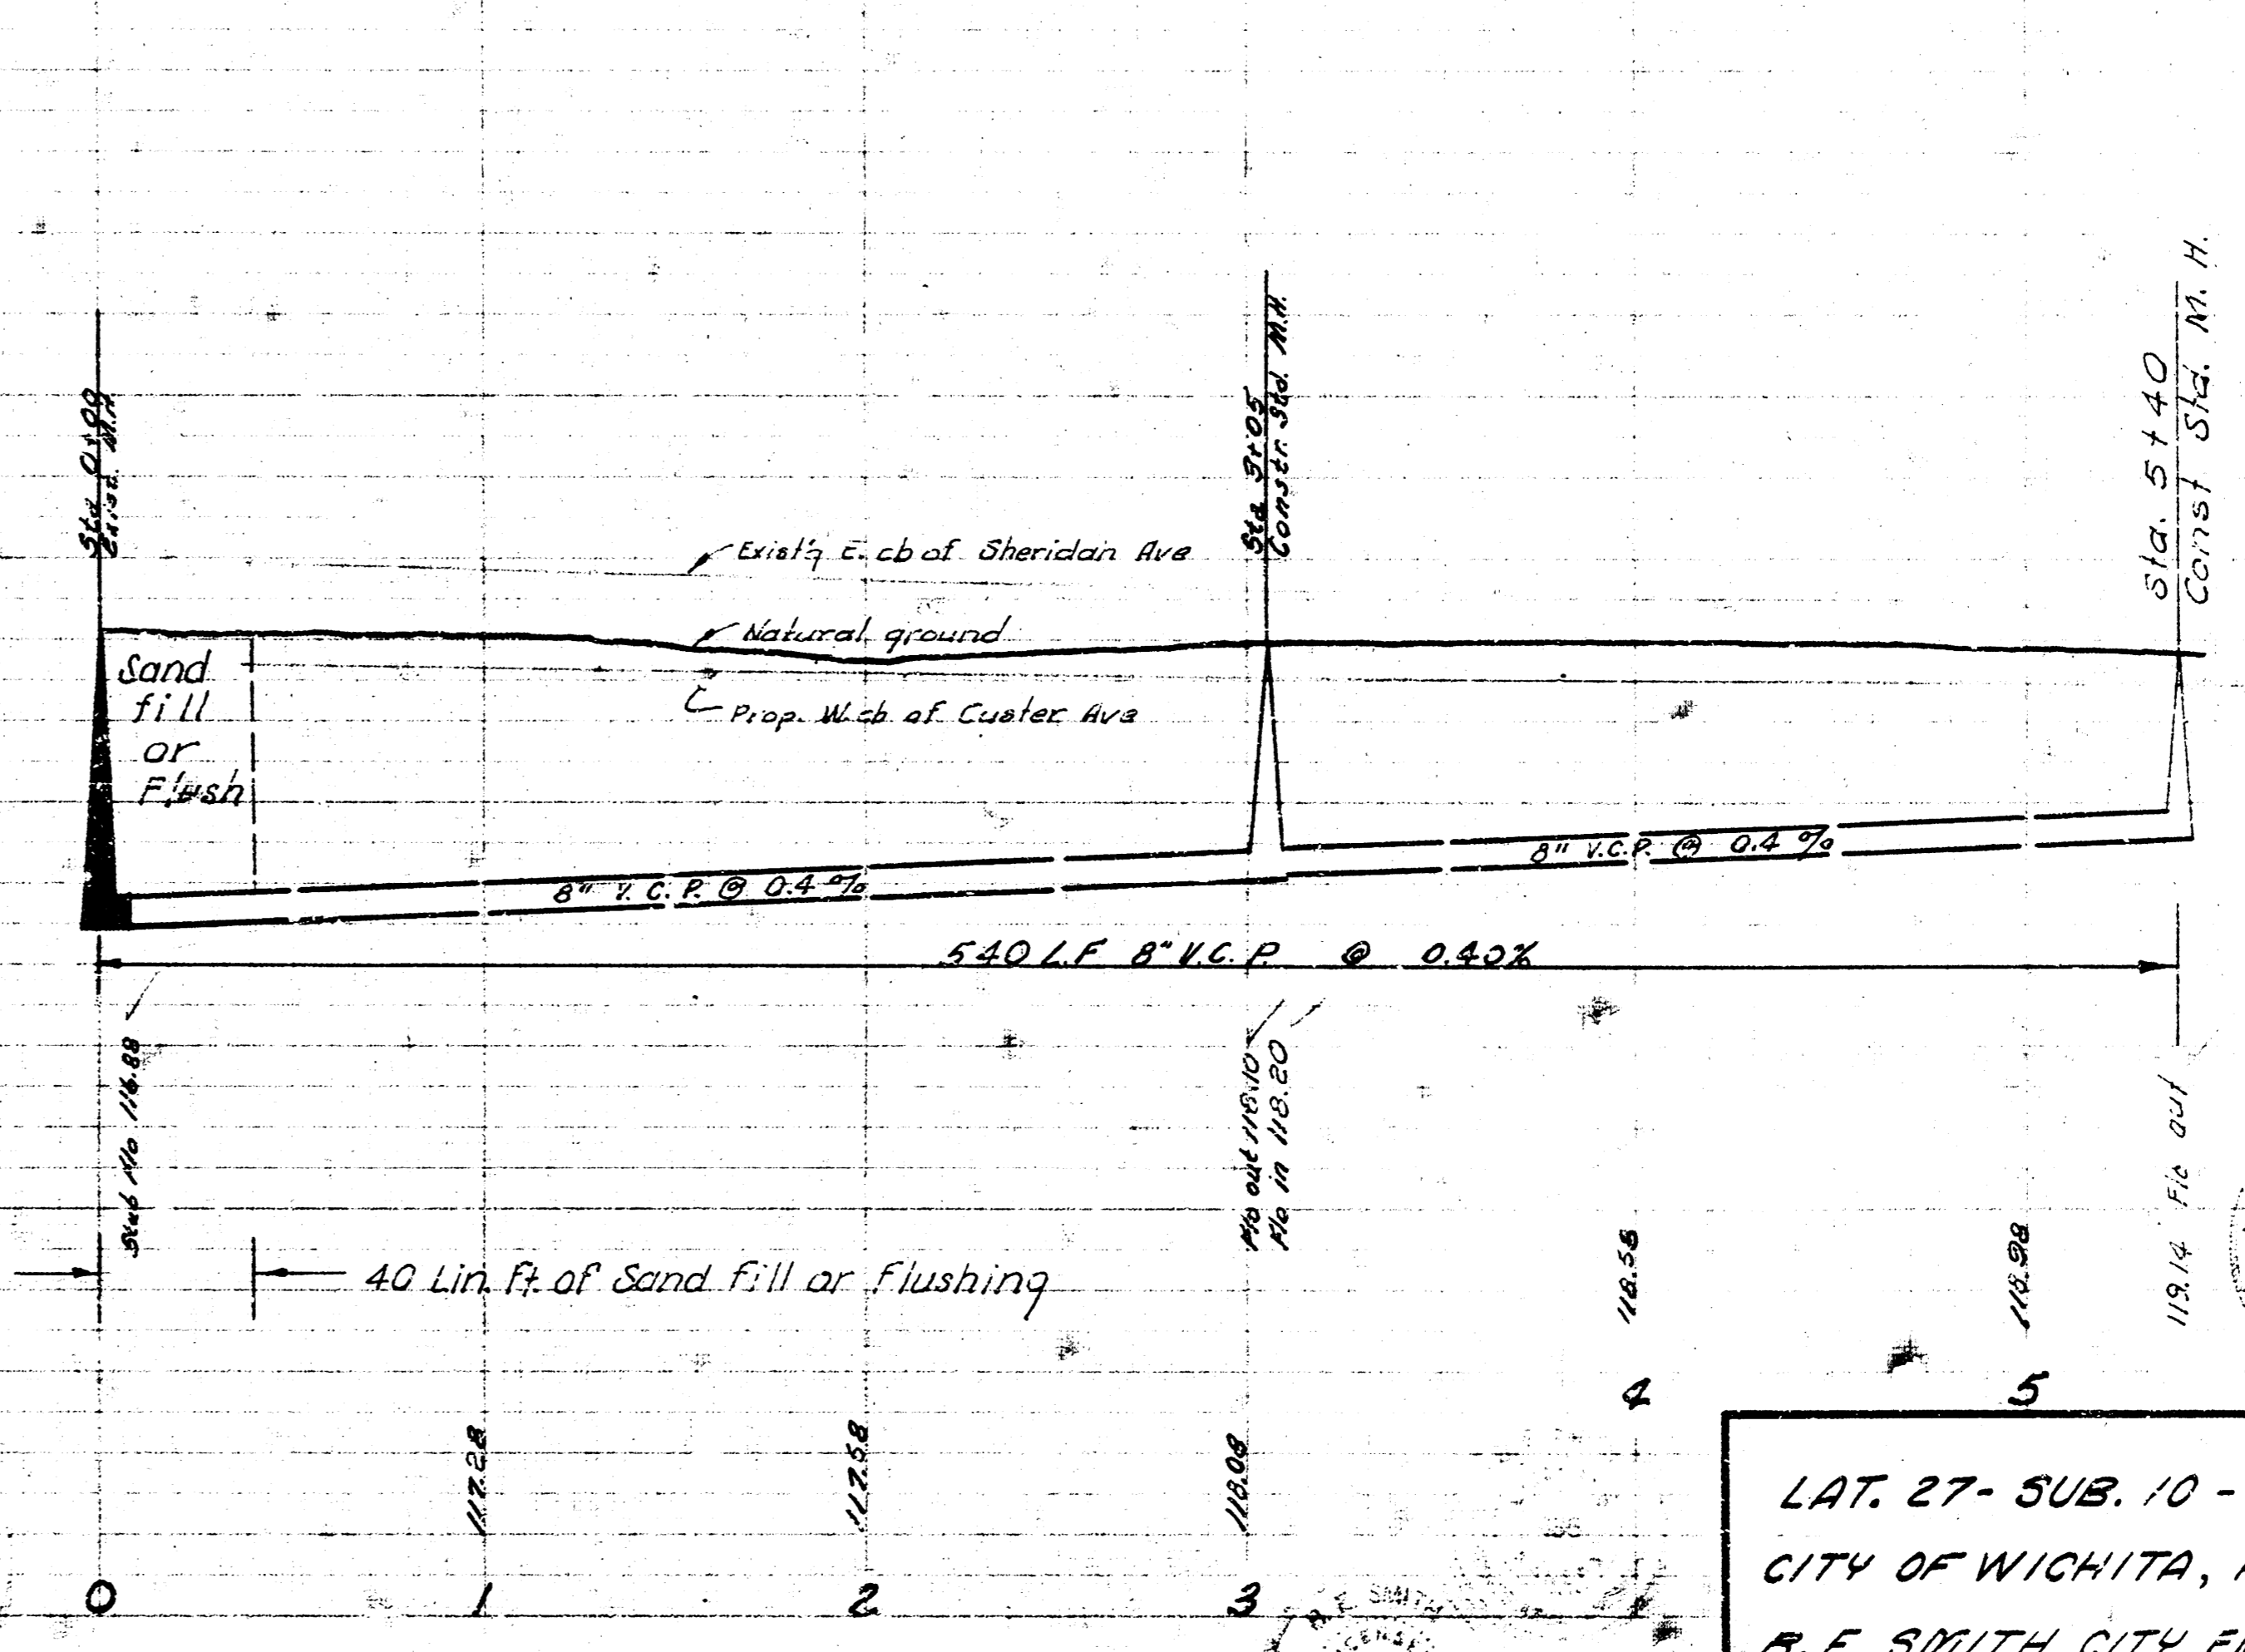 Sta 0+00
Exist. M.H.
Sta 3+05
Constr. Std. M.H.
Sta. 5+40
Const Std. M. H.
Exist'g E. cb of Sheridan Ave
Natural ground
Prop. W. cb of Custer Ave
Sand
fill
or
Flush
8" V. C. P. @ 0.4 %
8" V.C.P. @ 0.4 %
540 L.F 8" V.C.P. @ 0.40%
Stub Flo 116.88
Flo out 118.10
Flo in 118.20
119.14 Flo out
40 Lin. Ft. of Sand fill or Flushing
118.58
118.98
4
5
117.28
117.58
118.08
0
1
2
3
LAT. 27 - SUB. 10 -
CITY OF WICHITA,
SMITH CITY
SMITH